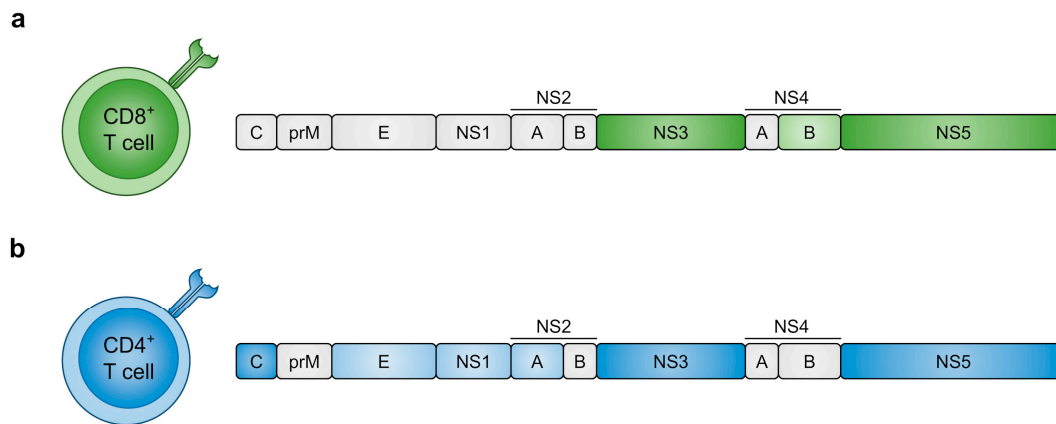 a
CD8⁺
T cell
NS2
NS4
C prM E NS1 A B NS3 A B NS5
b
CD4⁺
T cell
NS2
NS4
C prM E NS1 A B NS3 A B NS5